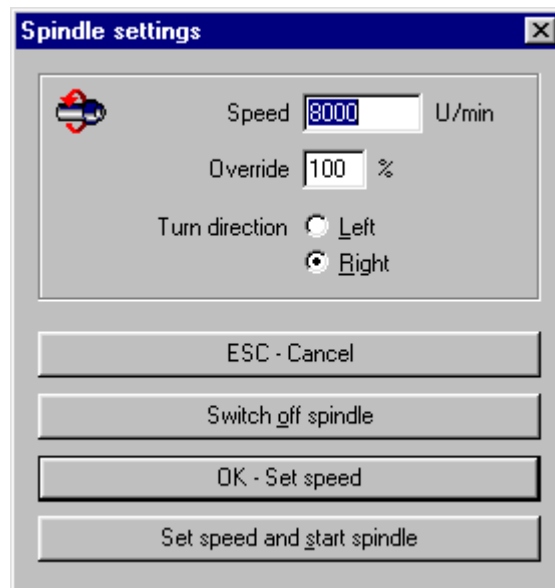 Spindle settings
Speed 8000 U/min
Override 100 %
Turn direction Left
Right
ESC - Cancel
Switch off spindle
OK - Set speed
Set speed and start spindle